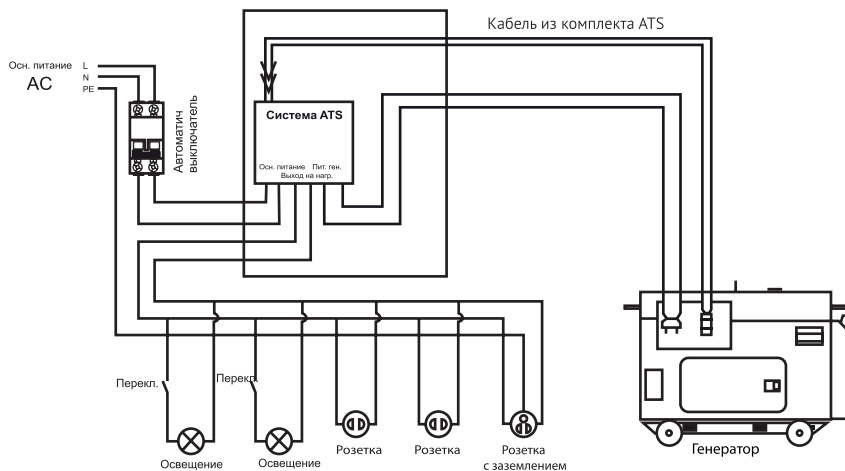 Кабель из комплекта ATS
Осн. питание L
N
AC
PE
Автоматич
выключатель
Система ATS
Осн. питание Пит. ген.
Выход на нагр.
Перекл.
Перекл.
Освещение
Освещение
Розетка
Розетка
Розетка
с заземлением
Генератор